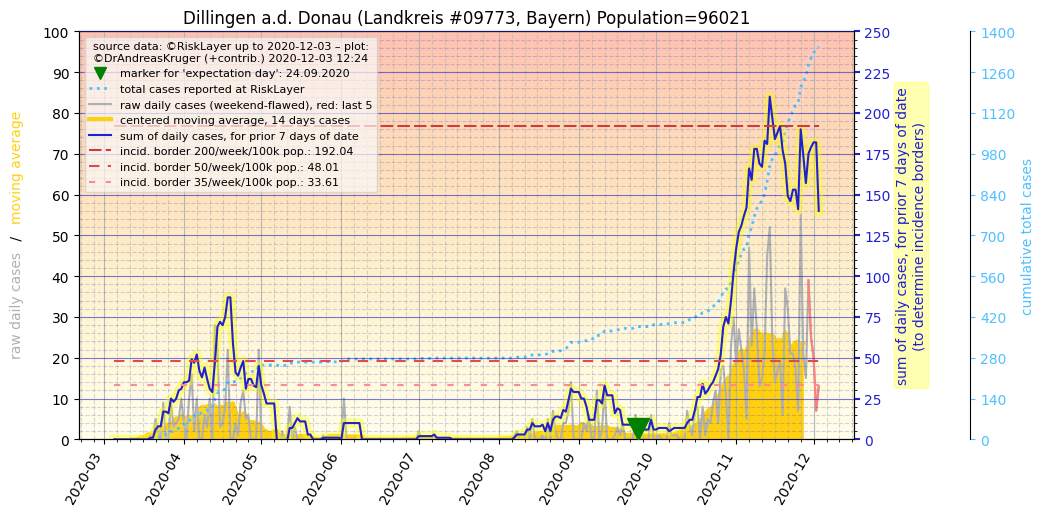 Dillingen a.d. Donau (Landkreis #09773, Bayern) Population=96021
source data: ©RiskLayer up to 2020-12-03 – plot:
©DrAndreasKruger (+contrib.) 2020-12-03 12:24
marker for 'expectation day': 24.09.2020
total cases reported at RiskLayer
raw daily cases (weekend-flawed), red: last 5
centered moving average, 14 days cases
sum of daily cases, for prior 7 days of date
incid. border 200/week/100k pop.: 192.04
incid. border 50/week/100k pop.: 48.01
incid. border 35/week/100k pop.: 33.61
raw daily cases / moving average
100
90
80
70
60
50
40
30
20
10
0
2020-03
2020-04
2020-05
2020-06
2020-07
2020-08
2020-09
2020-10
2020-11
2020-12
250
225
200
175
150
125
100
75
50
25
0
sum of daily cases, for prior 7 days of date
(to determine incidence borders)
1400
1260
1120
980
840
700
560
420
280
140
0
cumulative total cases